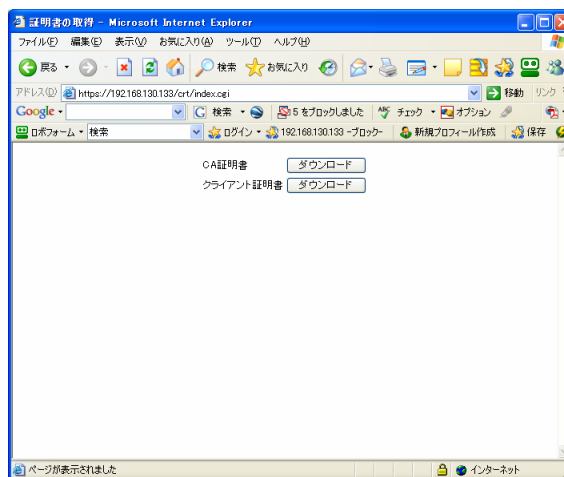 証明書の取得 - Microsoft Internet Explorer
ファイル(F) 編集(E) 表示(V) お気に入り(A) ツール(T) ヘルプ(H)
戻る 検索 お気に入り
アドレス(D) https://192.168.130.133/crt/index.cgi 移動 リンク
Google G 検索 5 をブロックしました ABC チェック オプション
ロボフォーム 検索 ログイン 192.168.130.133 -ブロック- 新規プロフィール作成 保存
CA証明書 ダウンロード
クライアント証明書 ダウンロード
ページが表示されました インターネット